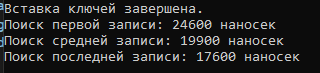 Вставка ключей завершена.
Поиск первой записи: 24600 наносек
Поиск средней записи: 19900 наносек
Поиск последней записи: 17600 наносек